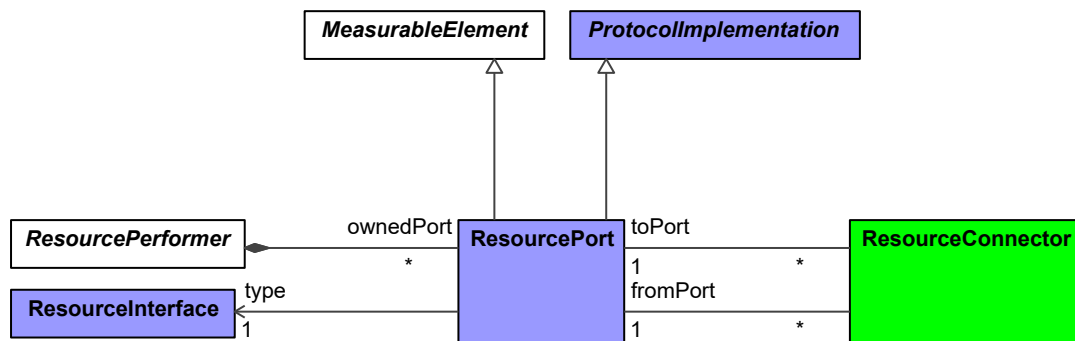 MeasurableElement
ProtocolImplementation
ResourcePerformer
ownedPort
*
ResourcePort
toPort
1
*
ResourceConnector
ResourceInterface
type
1
fromPort
1
*